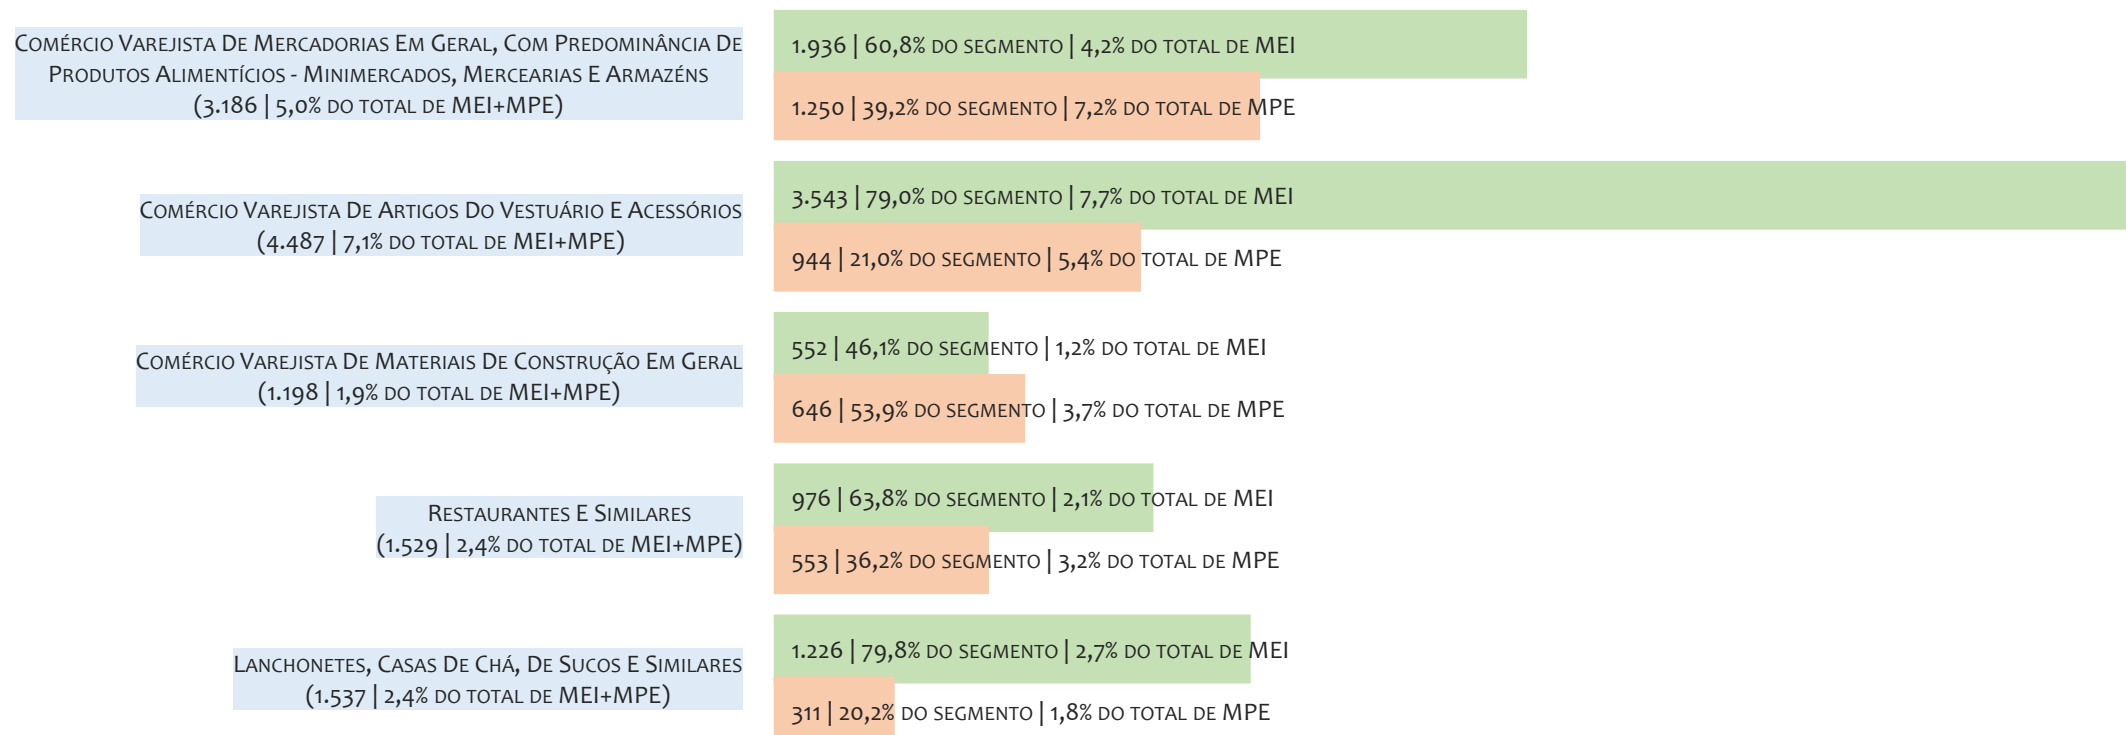 Comércio Varejista De Mercadorias Em Geral, Com Predominância De
Produtos Alimentícios - Minimercados, Mercearias E Armazéns
(3.186 | 5,0% do total de MEI+MPE)
1.936 | 60,8% do segmento | 4,2% do total de MEI
1.250 | 39,2% do segmento | 7,2% do total de MPE
Comércio Varejista De Artigos Do Vestuário E Acessórios
(4.487 | 7,1% do total de MEI+MPE)
3.543 | 79,0% do segmento | 7,7% do total de MEI
944 | 21,0% do segmento | 5,4% do total de MPE
Comércio Varejista De Materiais De Construção Em Geral
(1.198 | 1,9% do total de MEI+MPE)
552 | 46,1% do segmento | 1,2% do total de MEI
646 | 53,9% do segmento | 3,7% do total de MPE
Restaurantes E Similares
(1.529 | 2,4% do total de MEI+MPE)
976 | 63,8% do segmento | 2,1% do total de MEI
553 | 36,2% do segmento | 3,2% do total de MPE
Lanchonetes, Casas De Chá, De Sucos E Similares
(1.537 | 2,4% do total de MEI+MPE)
1.226 | 79,8% do segmento | 2,7% do total de MEI
311 | 20,2% do segmento | 1,8% do total de MPE